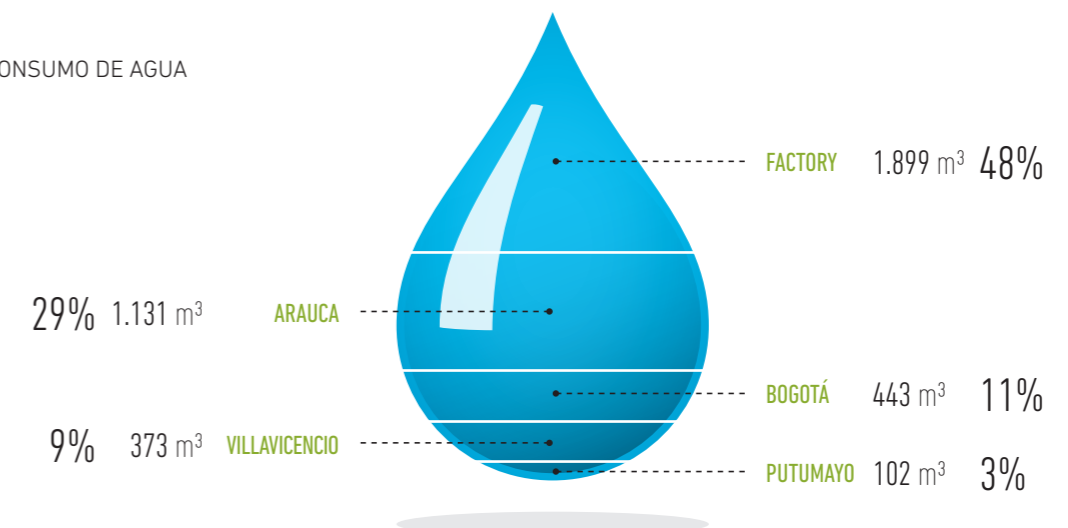 ONSUMO DE AGUA
FACTORY 1.899 m³ 48%
29% 1.131 m³ ARAUCA
BOGOTÁ 443 m³ 11%
9% 373 m³ VILLAVICENCIO
PUTUMAYO 102 m³ 3%